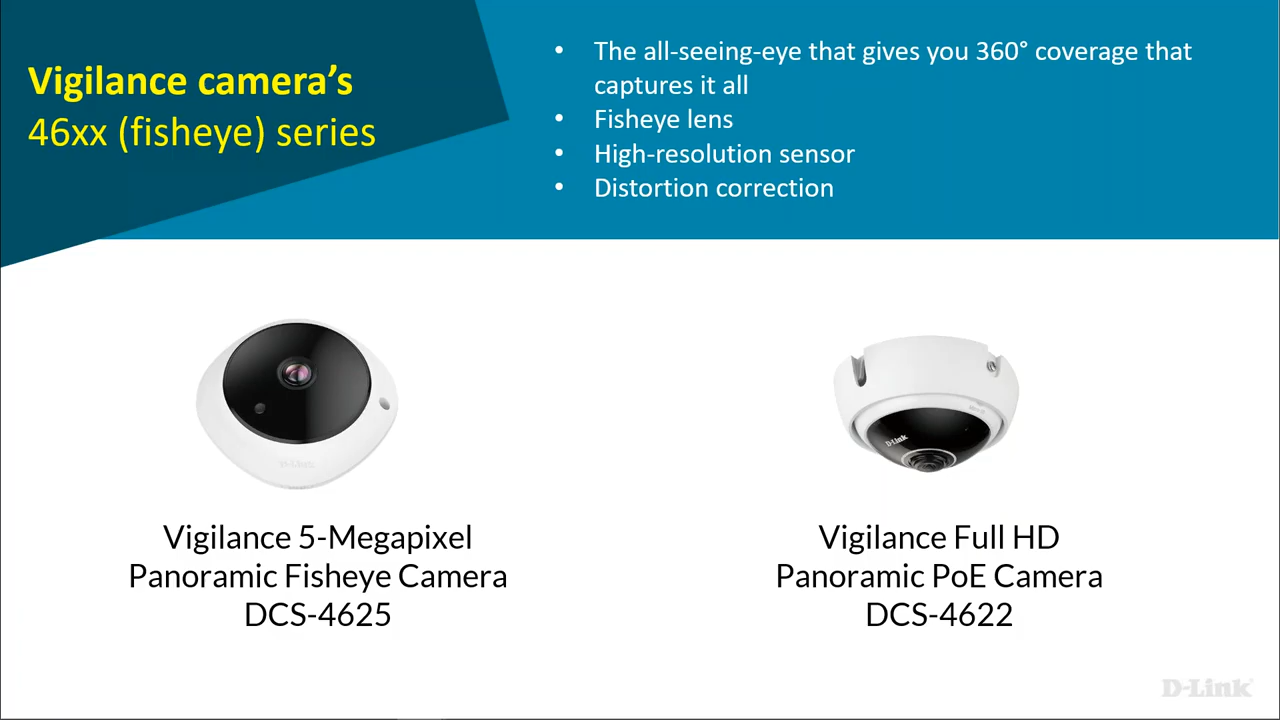 Vigilance camera’s
46xx (fisheye) series
• The all-seeing-eye that gives you 360° coverage that
captures it all
• Fisheye lens
• High-resolution sensor
• Distortion correction
D-Link
D-Link
Vigilance 5-Megapixel
Panoramic Fisheye Camera
DCS-4625
Vigilance Full HD
Panoramic PoE Camera
DCS-4622
D-Link